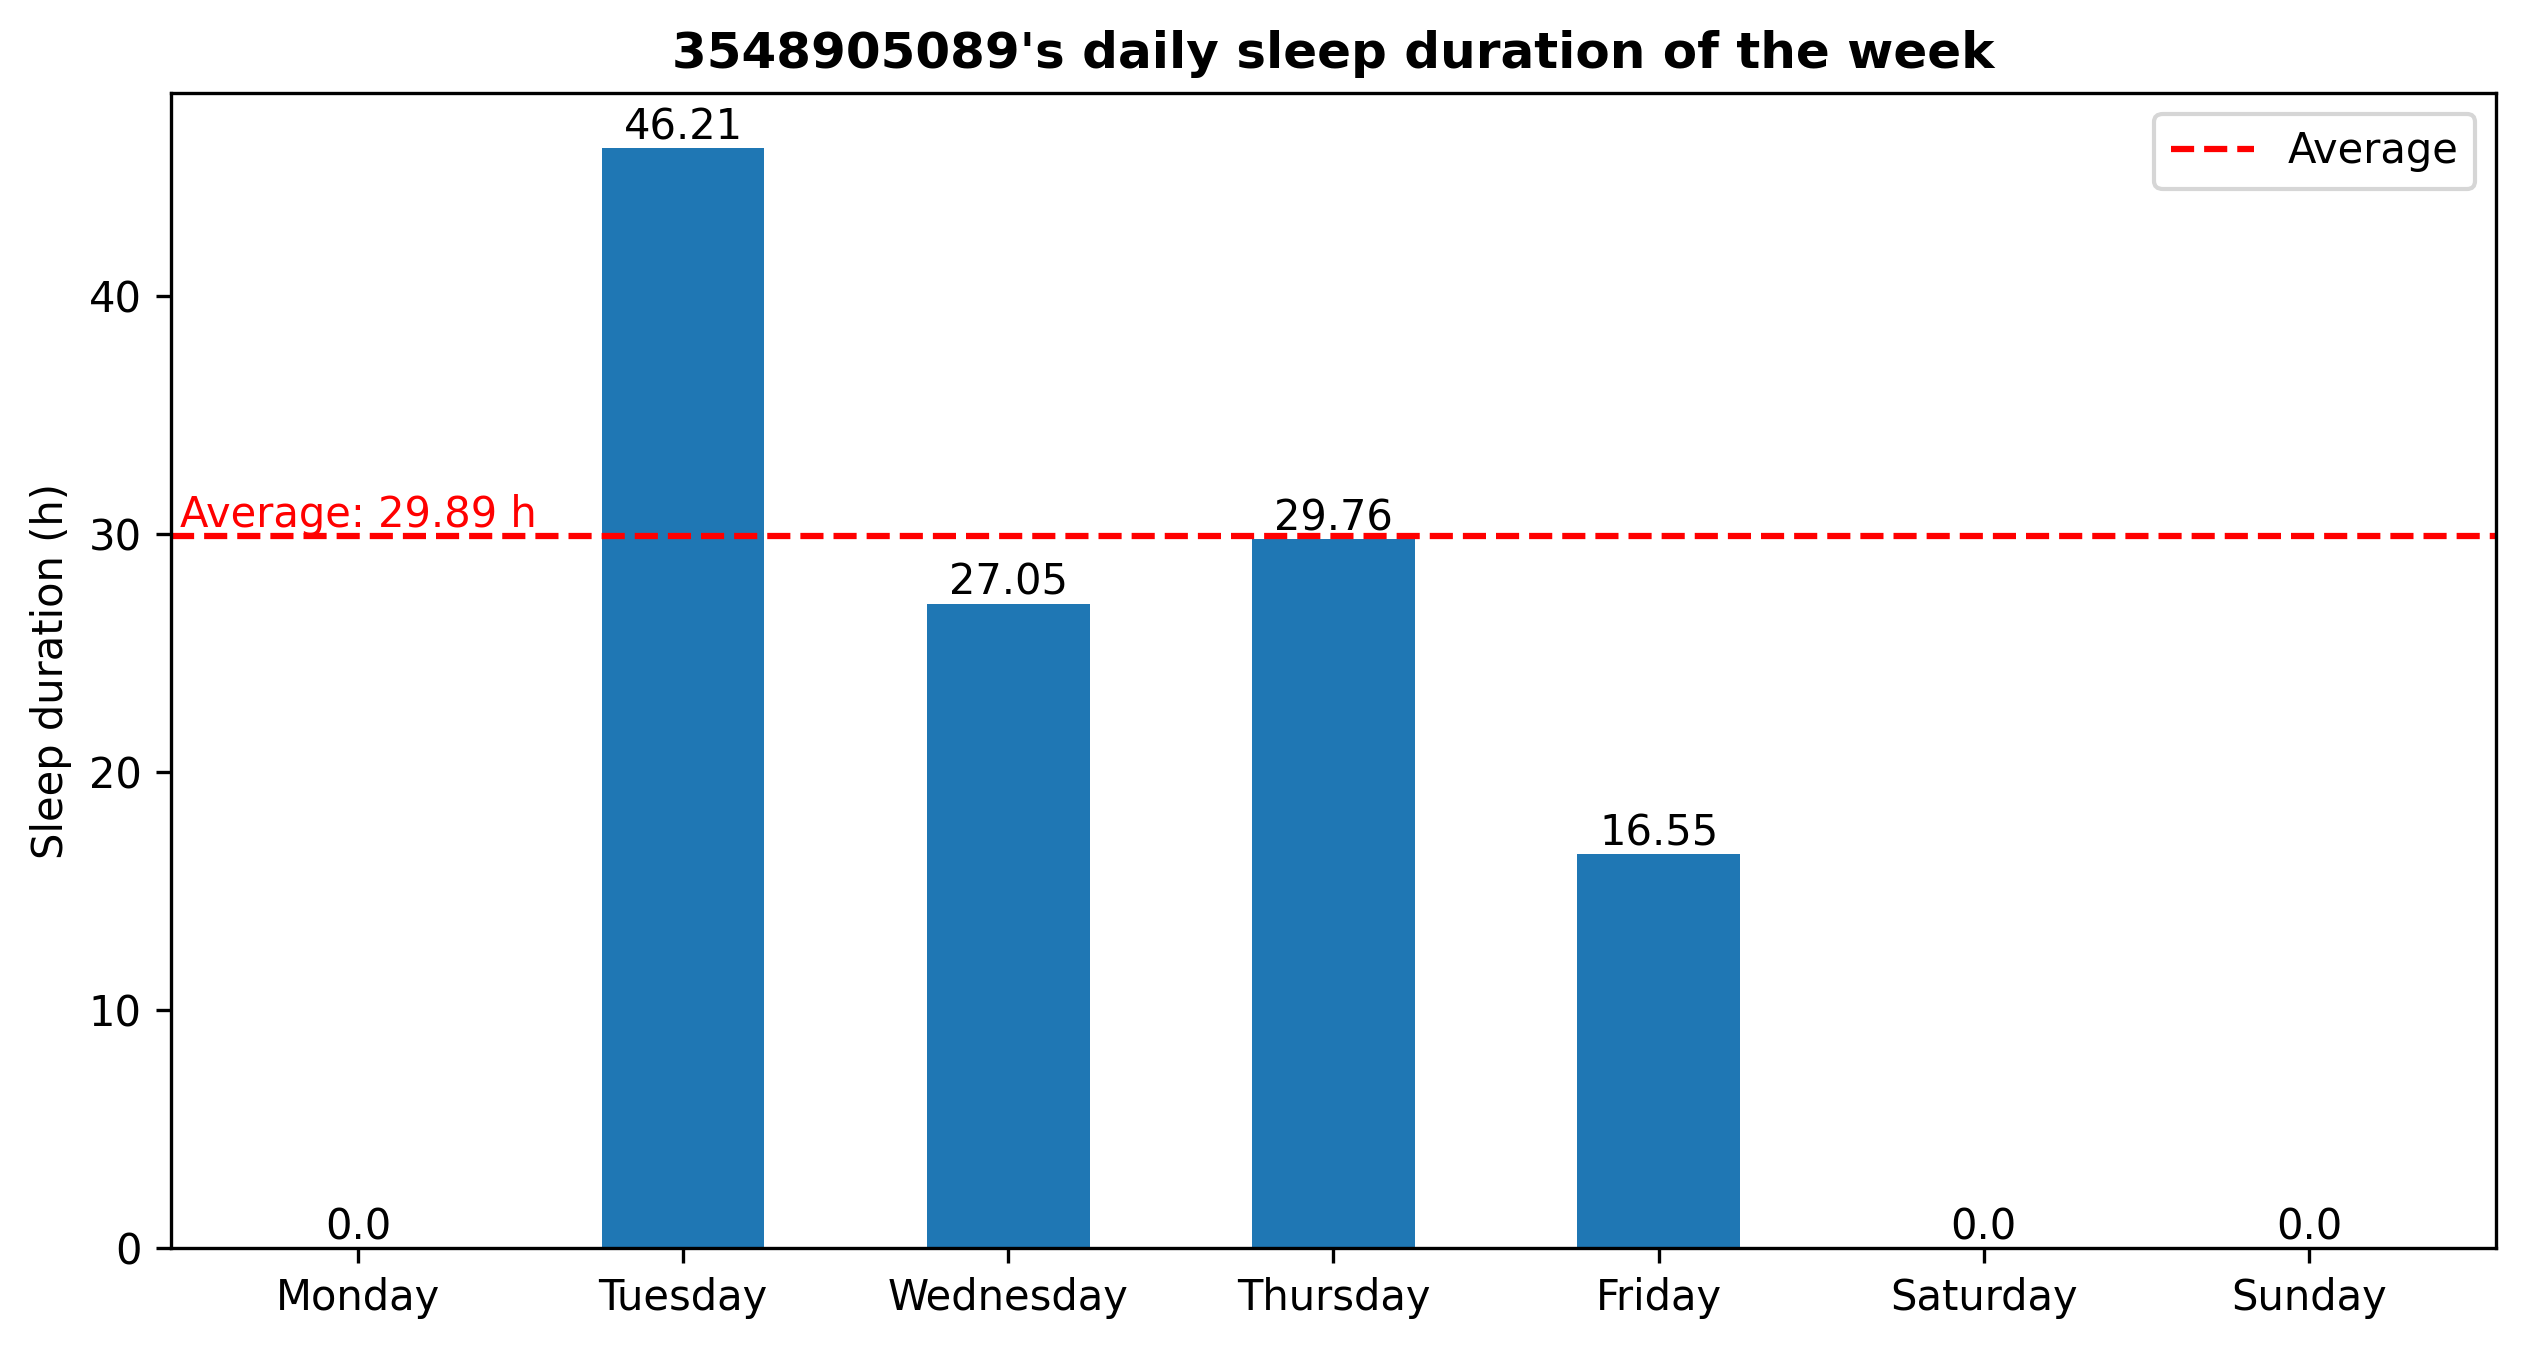 3548905089's daily sleep duration of the week
Average
46.21
Average: 29.89 h
29.76
27.05
16.55
0.0
0.0
0.0
Sleep duration (h)
40
30
20
10
0
Monday
Tuesday
Wednesday
Thursday
Friday
Saturday
Sunday